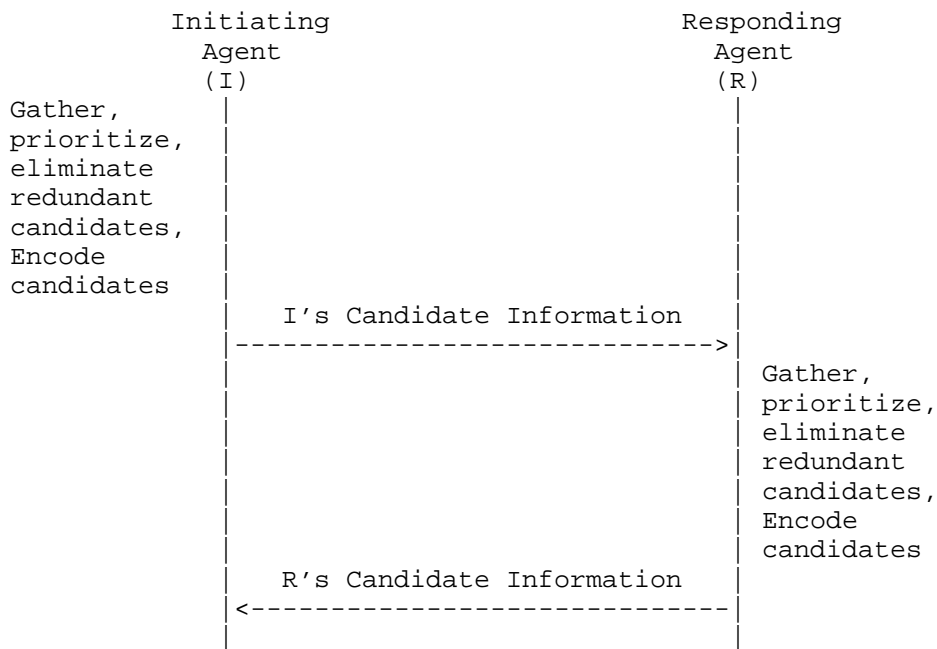 Initiating                     Responding
Agent                          Agent
(I)                            (R)
Gather,      |                               |
prioritize,  |                               |
eliminate    |                               |
redundant    |                               |
candidates,  |                               |
Encode       |                               |
candidates   |                               |
|   I's Candidate Information   |
|------------------------------>|
|                               | Gather,
|                               | prioritize,
|                               | eliminate
|                               | redundant
|                               | candidates,
|                               | Encode
|                               | candidates
|   R's Candidate Information   |
|<------------------------------|
|                               |